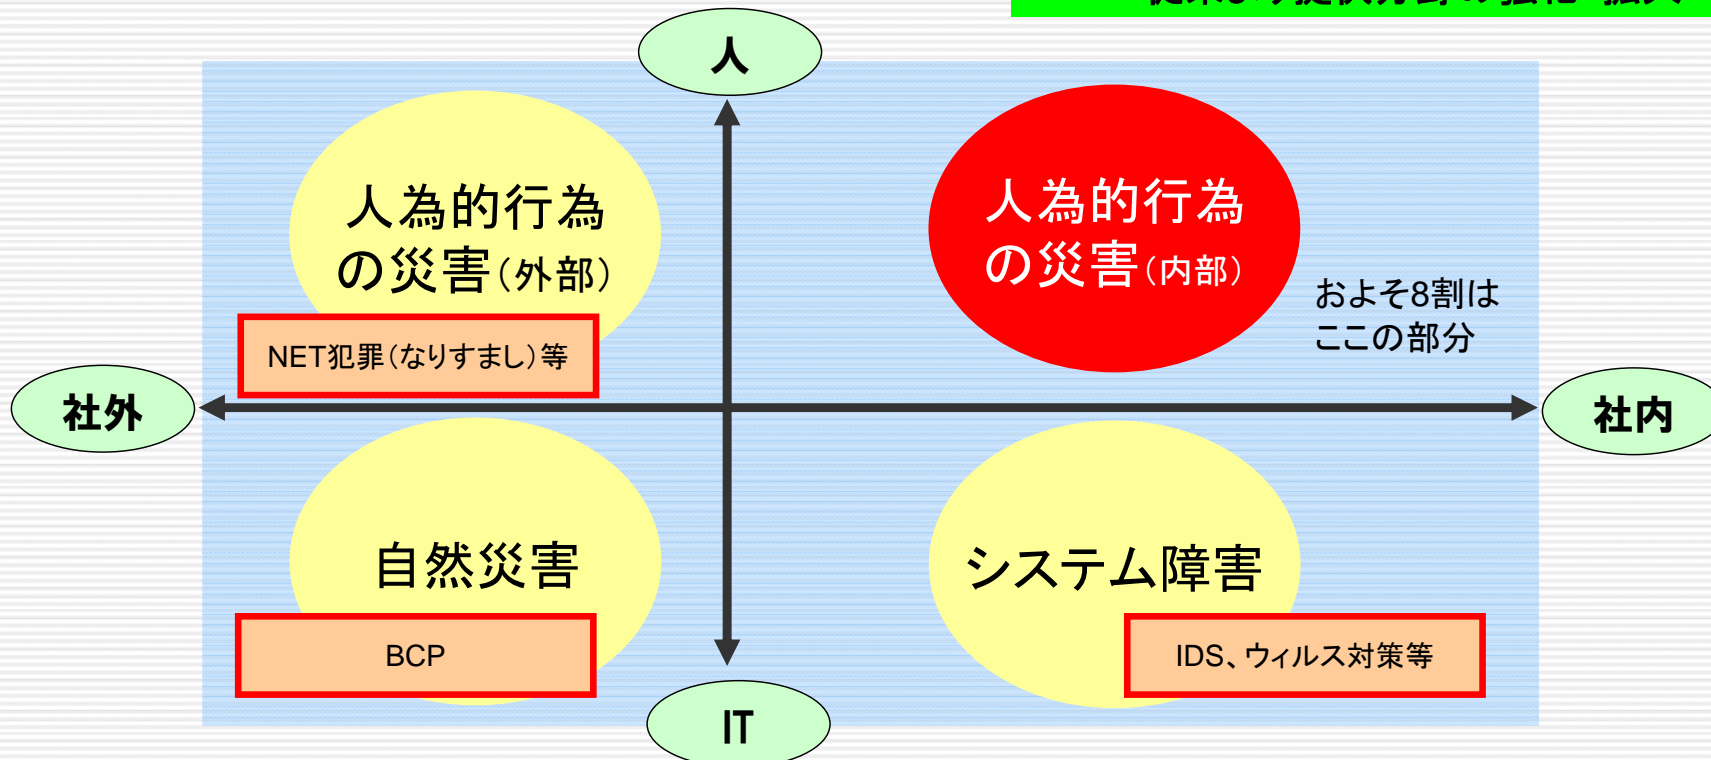 人
人為的行為
の災害(外部)
NET犯罪(なりすまし)等
人為的行為
の災害(内部)
およそ8割は
ここの部分
社外
社内
自然災害
BCP
システム障害
IDS、ウィルス対策等
IT